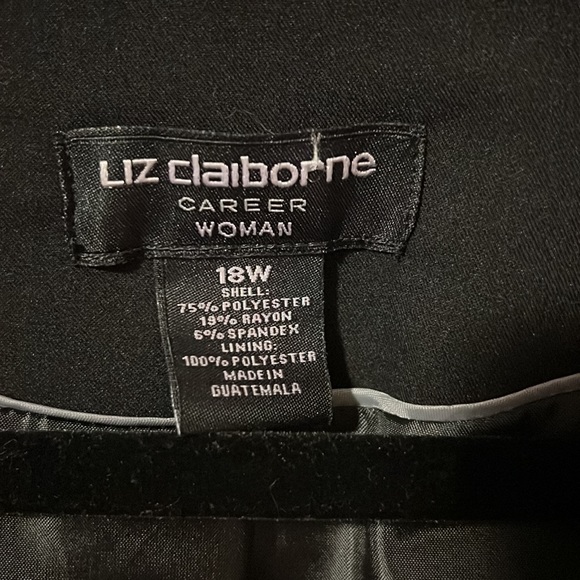 LIZ claiborne
CAREER
WOMAN
18W
SHELL:
75% POLYESTER
19% RAYON
6% SPANDEX
LINING:
100% POLYESTER
MADE IN
GUATEMALA